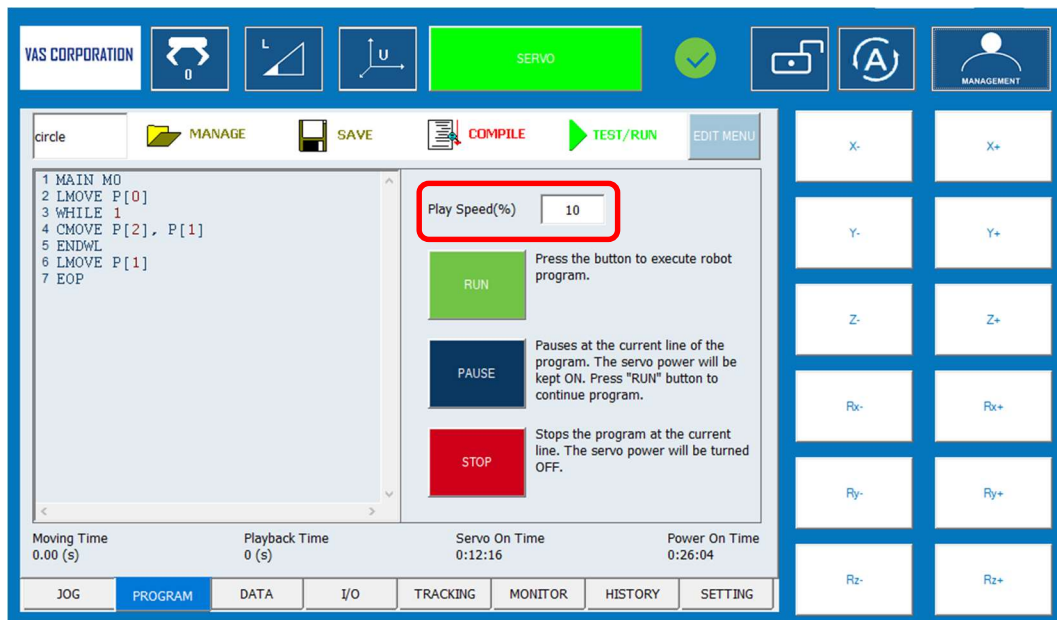 VAS CORPORATION
0
L
U
SERVO
A
MANAGEMENT
circle
MANAGE
SAVE
COMPILE
TEST/RUN
EDIT MENU
1 MAIN M0
2 LMOVE P[0]
3 WHILE 1
4 CMOVE P[2], P[1]
5 ENDWL
6 LMOVE P[1]
7 EOP
Play Speed(%) 10
RUN
Press the button to execute robot
program.
PAUSE
Pauses at the current line of the
program. The servo power will be
kept ON. Press "RUN" button to
continue program.
STOP
Stops the program at the current
line. The servo power will be turned
OFF.
Moving Time
0.00 (s)
Playback Time
0 (s)
Servo On Time
0:12:16
Power On Time
0:26:04
JOG PROGRAM DATA I/O TRACKING MONITOR HISTORY SETTING
X- X+
Y- Y+
Z- Z+
Rx- Rx+
Ry- Ry+
Rz- Rz+